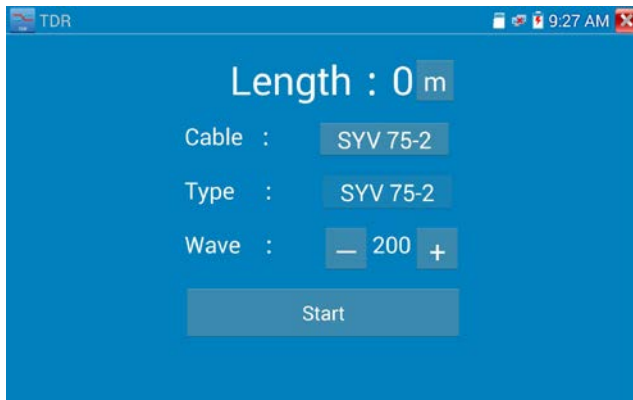 TDR 9:27 AM
Length : 0 m
Cable : SYV 75-2
Type : SYV 75-2
Wave : — 200 +
Start